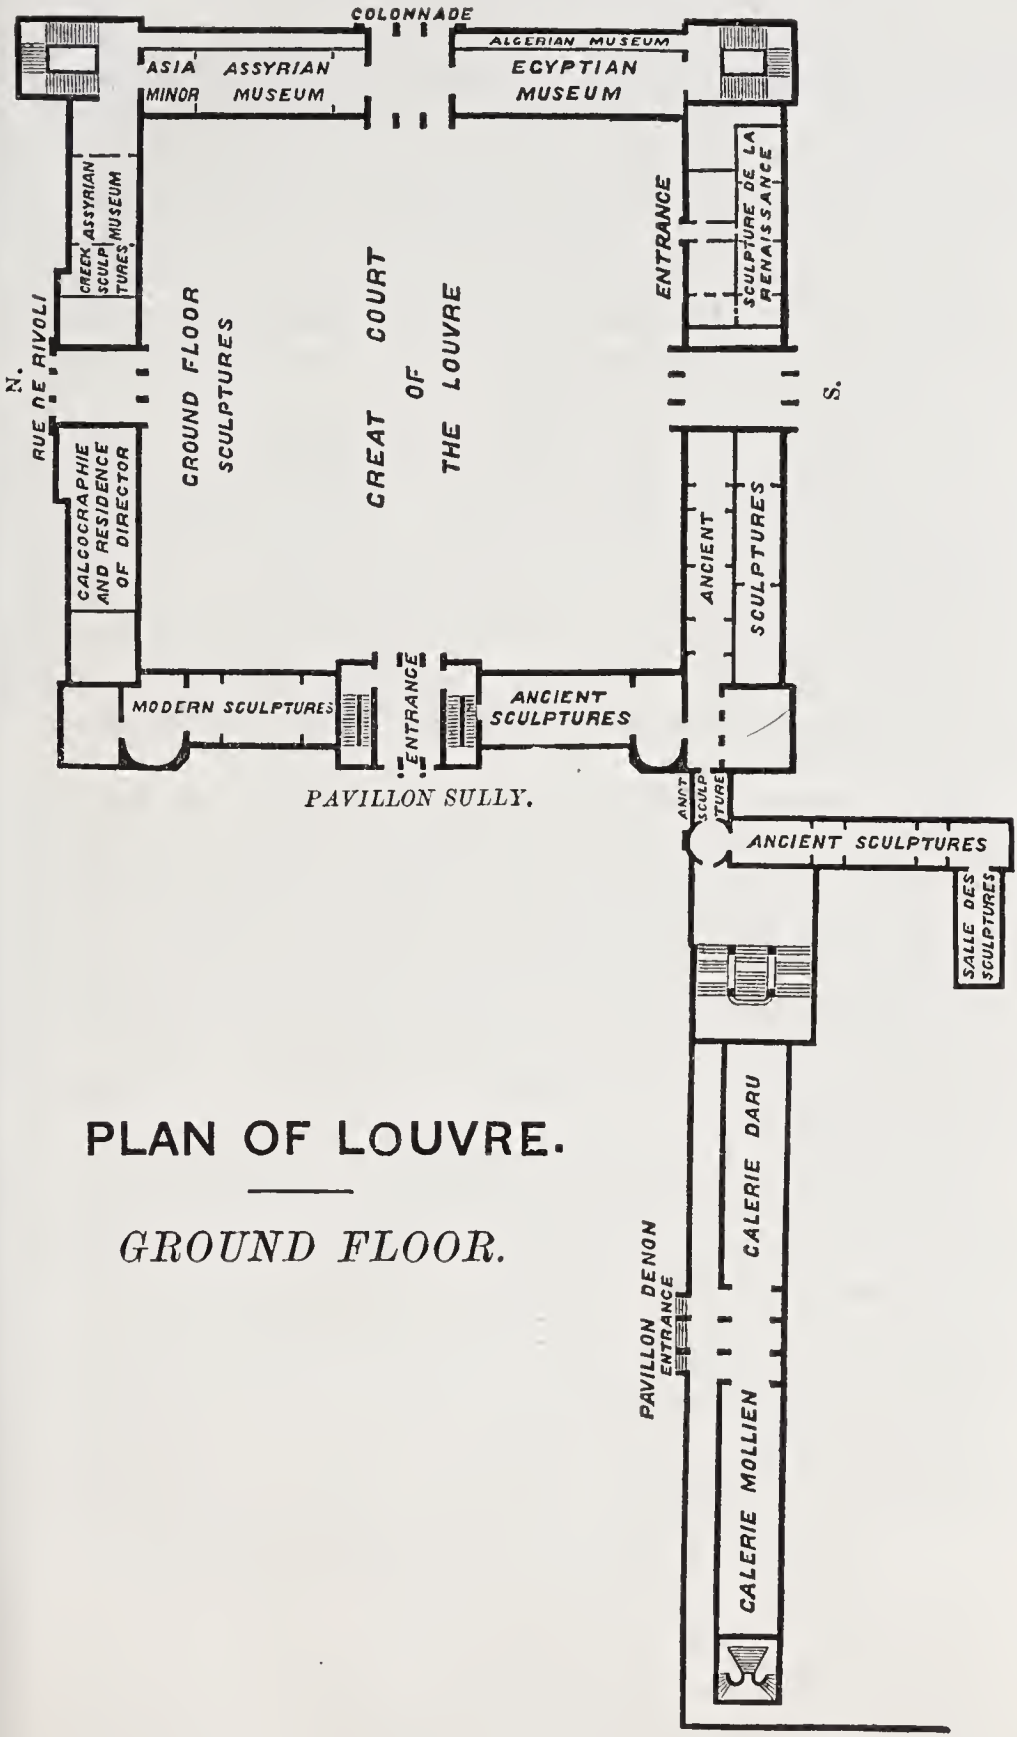 COLONNADE
ALGERIAN MUSEUM
ASIA
MINOR
ASSYRIAN
MUSEUM
EGYPTIAN
MUSEUM
ASSYRIAN
MUSEUM
GREEK
SCULP
TURES
ENTRANCE
SCULPTURE DE LA
RENAISSANCE
N.
RUE DE RIVOLI
GROUND FLOOR
SCULPTURES
GREAT COURT
OF
THE LOUVRE
S.
CALCOGRAPHIE
AND RESIDENCE
OF DIRECTOR
ANCIENT
SCULPTURES
MODERN SCULPTURES
ENTRANCE
ANCIENT
SCULPTURES
PAVILLON SULLY.
ANCT
SCULP
TURE
ANCIENT SCULPTURES
SALLE DES
SCULPTURES
PLAN OF LOUVRE.
GROUND FLOOR.
GALERIE DARU
PAVILLON DENON
ENTRANCE
GALERIE MOLLIEN